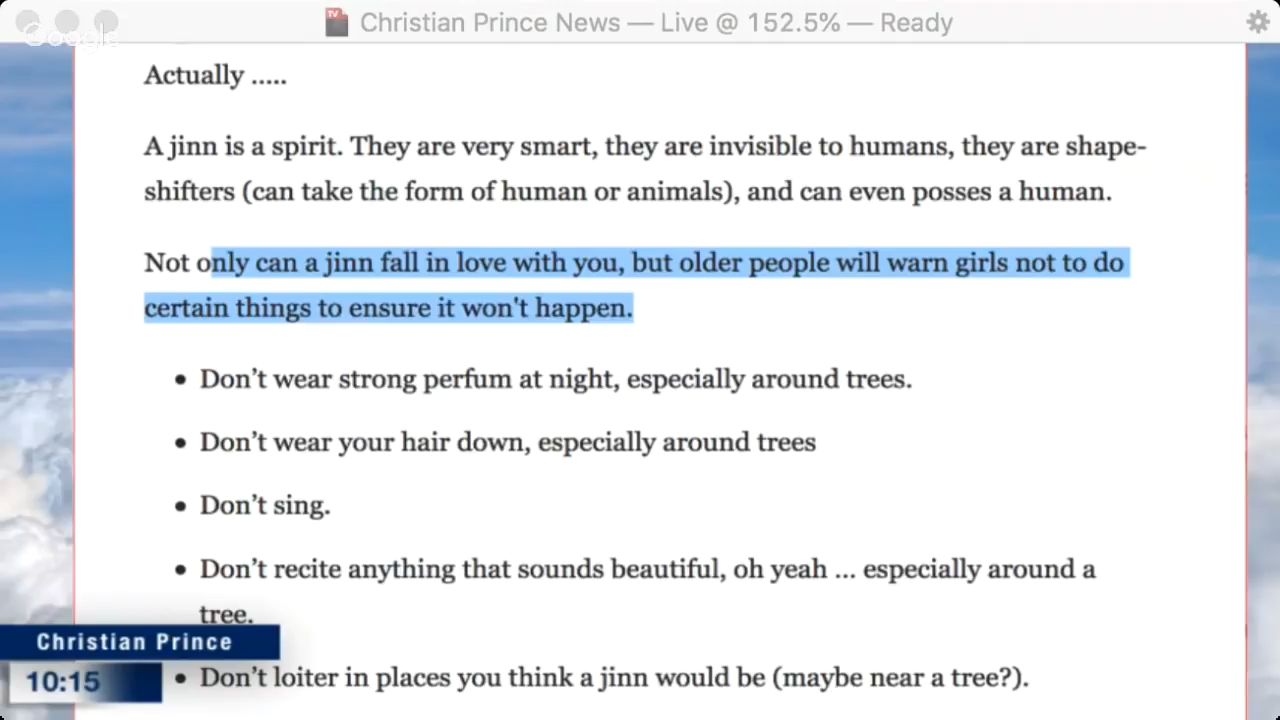 Christian Prince News — Live @ 152.5% — Ready
Google
Actually .....
A jinn is a spirit. They are very smart, they are invisible to humans, they are shape-
shifters (can take the form of human or animals), and can even posses a human.
Not only can a jinn fall in love with you, but older people will warn girls not to do
certain things to ensure it won't happen.
• Don’t wear strong perfum at night, especially around trees.
• Don’t wear your hair down, especially around trees
• Don’t sing.
• Don’t recite anything that sounds beautiful, oh yeah ... especially around a
tree.
Christian Prince
10:15
• Don’t loiter in places you think a jinn would be (maybe near a tree?).